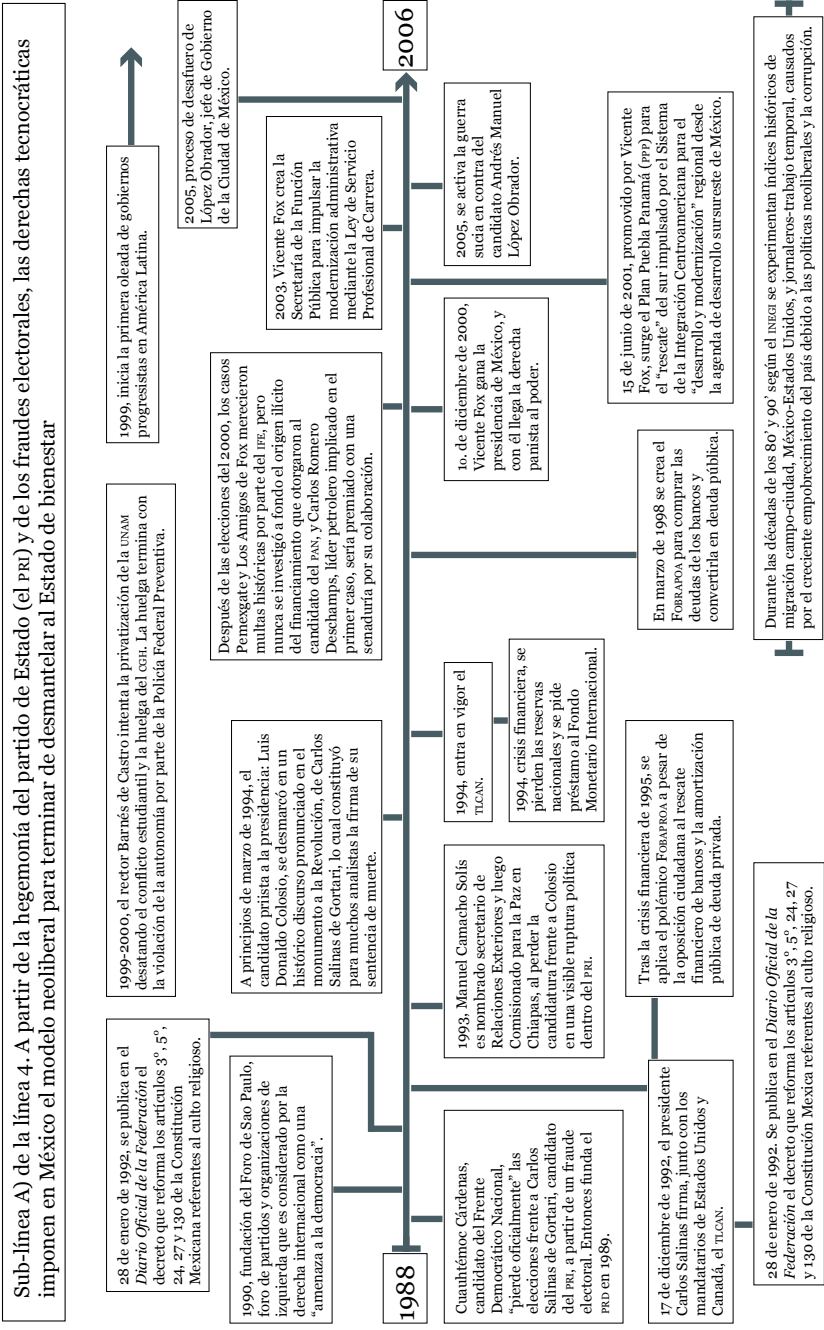 Sub-línea A) de la línea 4. A partir de la hegemonía del partido de Estado (el PRI) y de los fraudes electorales, las derechas tecnocráticas
imponen en México el modelo neoliberal para terminar de desmantelar al Estado de bienestar
28 de enero de 1992, se publica en el
Diario Oficial de la Federación el
decreto que reforma los artículos 3º, 5º,
24, 27 y 130 de la Constitución
Mexicana referentes al culto religioso.
1999-2000, el rector Barnés de Castro intenta la privatización de la UNAM
desatando el conflicto estudiantil y la huelga del CGH. La huelga termina con
la violación de la autonomía por parte de la Policía Federal Preventiva.
1999, inicia la primera oleada de gobiernos
progresistas en América Latina.
1990, fundación del Foro de Sao Paulo,
foro de partidos y organizaciones de
izquierda que es considerado por la
derecha internacional como una
“amenaza a la democracia”.
A principios de marzo de 1994, el
candidato priista a la presidencia: Luis
Donaldo Colosio, se desmarcó en un
histórico discurso pronunciado en el
monumento a la Revolución, de Carlos
Salinas de Gortari, lo cual constituyó
para muchos analistas la firma de su
sentencia de muerte.
Después de las elecciones del 2000, los casos
Pemexgate y Los Amigos de Fox merecieron
multas históricas por parte del IFE, pero
nunca se investigó a fondo el origen ilícito
del financiamiento que otorgaron al
candidato del PAN, y Carlos Romero
Deschamps, líder petrolero implicado en el
primer caso, sería premiado con una
senaduría por su colaboración.
2003, Vicente Fox crea la
Secretaría de la Función
Pública para impulsar la
modernización administrativa
mediante la Ley de Servicio
Profesional de Carrera.
2005, proceso de desafuero de
López Obrador, jefe de Gobierno
de la Ciudad de México.
1988
2006
Cuauhtémoc Cárdenas,
candidato del Frente
Democrático Nacional,
“pierde oficialmente” las
elecciones frente a Carlos
Salinas de Gortari, candidato
del PRI, a partir de un fraude
electoral. Entonces funda el
PRD en 1989.
1993, Manuel Camacho Solís
es nombrado secretario de
Relaciones Exteriores y luego
Comisionado para la Paz en
Chiapas, al perder la
candidatura frente a Colosio
en una visible ruptura política
dentro del PRI.
1994, entra en vigor el
TLCAN.
1994, crisis financiera, se
pierden las reservas
nacionales y se pide
préstamo al Fondo
Monetario Internacional.
1o. de diciembre de 2000,
Vicente Fox gana la
presidencia de México, y
con él llega la derecha
panista al poder.
2005, se activa la guerra
sucia en contra del
candidato Andrés Manuel
López Obrador.
17 de diciembre de 1992, el presidente
Carlos Salinas firma, junto con los
mandatarios de Estados Unidos y
Canadá, el TLCAN.
Tras la crisis financiera de 1995, se
aplica el polémico FOBAPROA a pesar de
la oposición ciudadana al rescate
financiero de bancos y la amortización
pública de deuda privada.
En marzo de 1998 se crea el
FOBRAPOA para comprar las
deudas de los bancos y
convertirla en deuda pública.
15 de junio de 2001, promovido por Vicente
Fox, surge el Plan Puebla Panamá (PPP) para
el “rescate” del sur impulsado por el Sistema
de la Integración Centroamericana para el
“desarrollo y modernización” regional desde
la agenda de desarrollo sursureste de México.
28 de enero de 1992. Se publica en el Diario Oficial de la
Federación el decreto que reforma los artículos 3º, 5º, 24, 27
y 130 de la Constitución Mexica referentes al culto religioso.
Durante las décadas de los 80’ y 90’ según el INEGI se experimentan índices históricos de
migración campo-ciudad, México-Estados Unidos, y jornaleros-trabajo temporal, causados
por el creciente empobrecimiento del país debido a las políticas neoliberales y la corrupción.